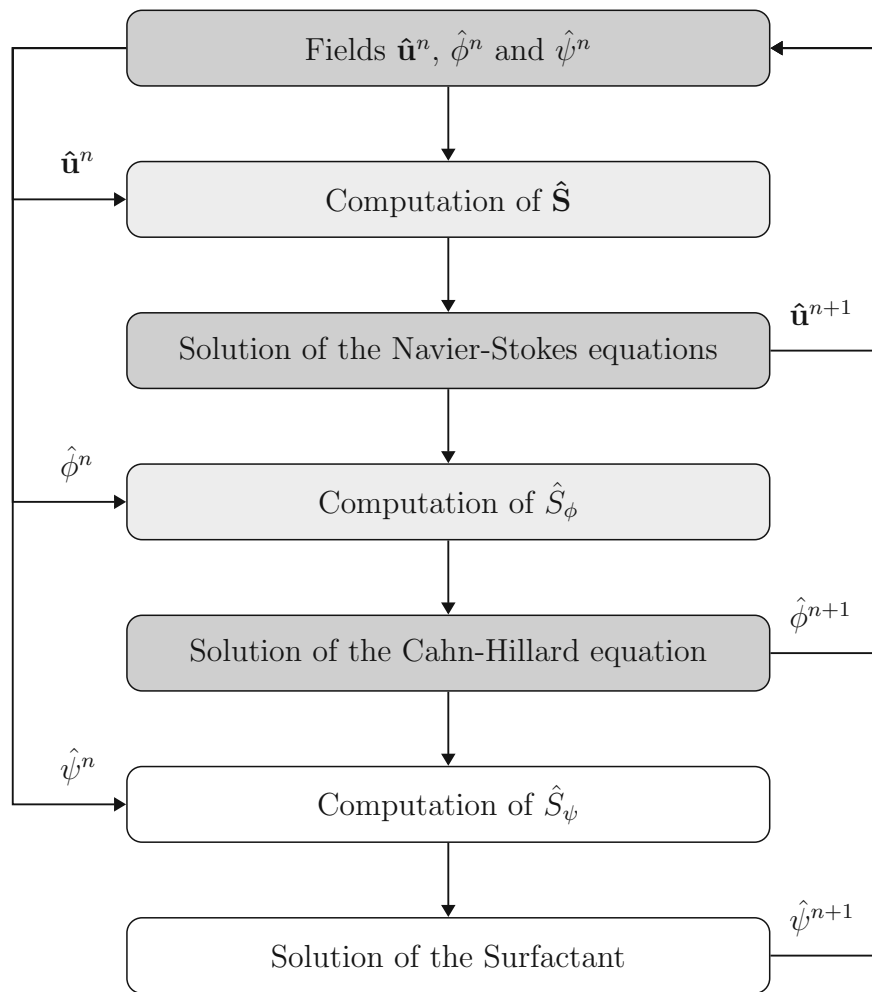 Fields û^n, ϕ̂^n and ψ̂^n
û^n
Computation of Ŝ
û^{n+1}
Solution of the Navier-Stokes equations
ϕ̂^n
Computation of Ŝ_ϕ
ϕ̂^{n+1}
Solution of the Cahn-Hillard equation
ψ̂^n
Computation of Ŝ_ψ
ψ̂^{n+1}
Solution of the Surfactant